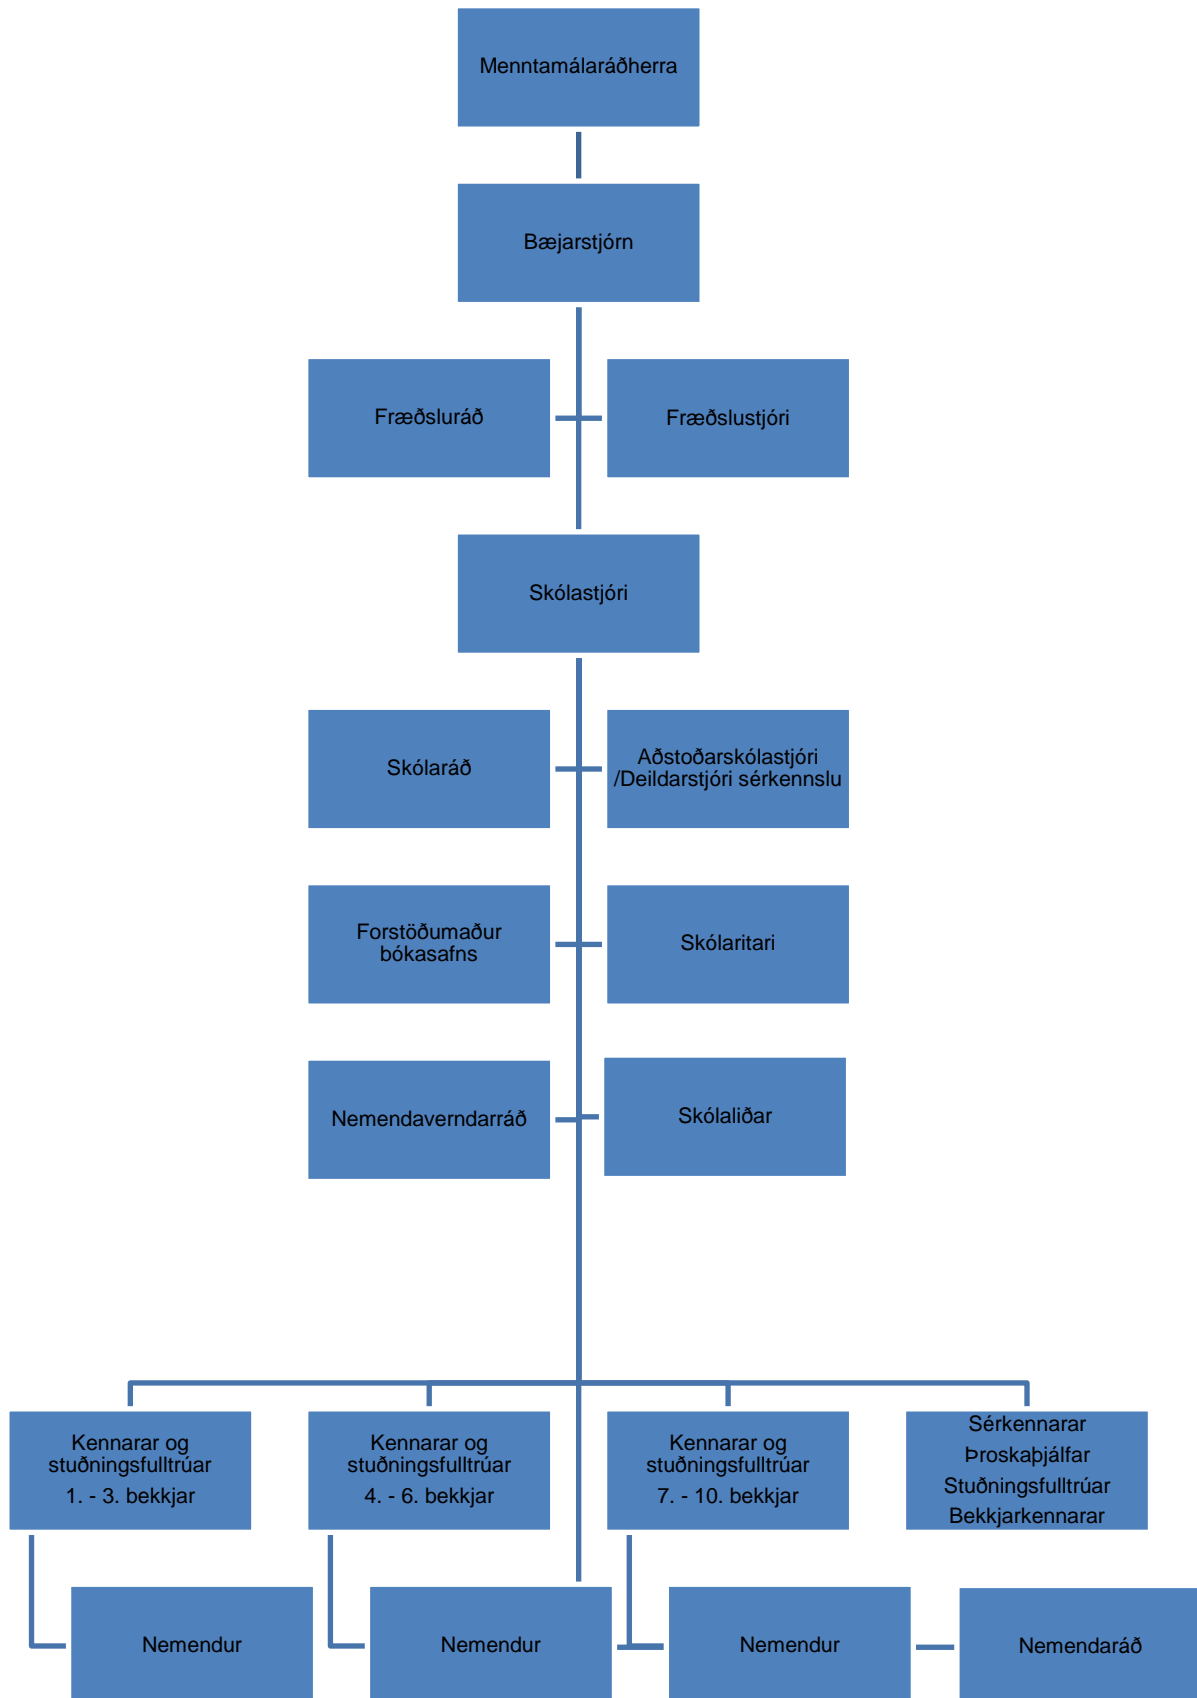 Menntamálaráðherra
Bæjarstjórn
Fræðsluráð
Fræðslustjóri
Skólastjóri
Skólaráð
Aðstoðarskólastjóri
/Deildarstjóri sérkennslu
Forstöðumaður
bókasafns
Skólaritari
Nemendaverndarráð
Skólaliðar
Kennarar og
stuðningsfulltrúar
1. - 3. bekkjar
Kennarar og
stuðningsfulltrúar
4. - 6. bekkjar
Kennarar og
stuðningsfulltrúar
7. - 10. bekkjar
Sérkennarar
Þroskaþjálfar
Stuðningsfulltrúar
Bekkjarkennarar
Nemendur
Nemendur
Nemendur
Nemendaráð